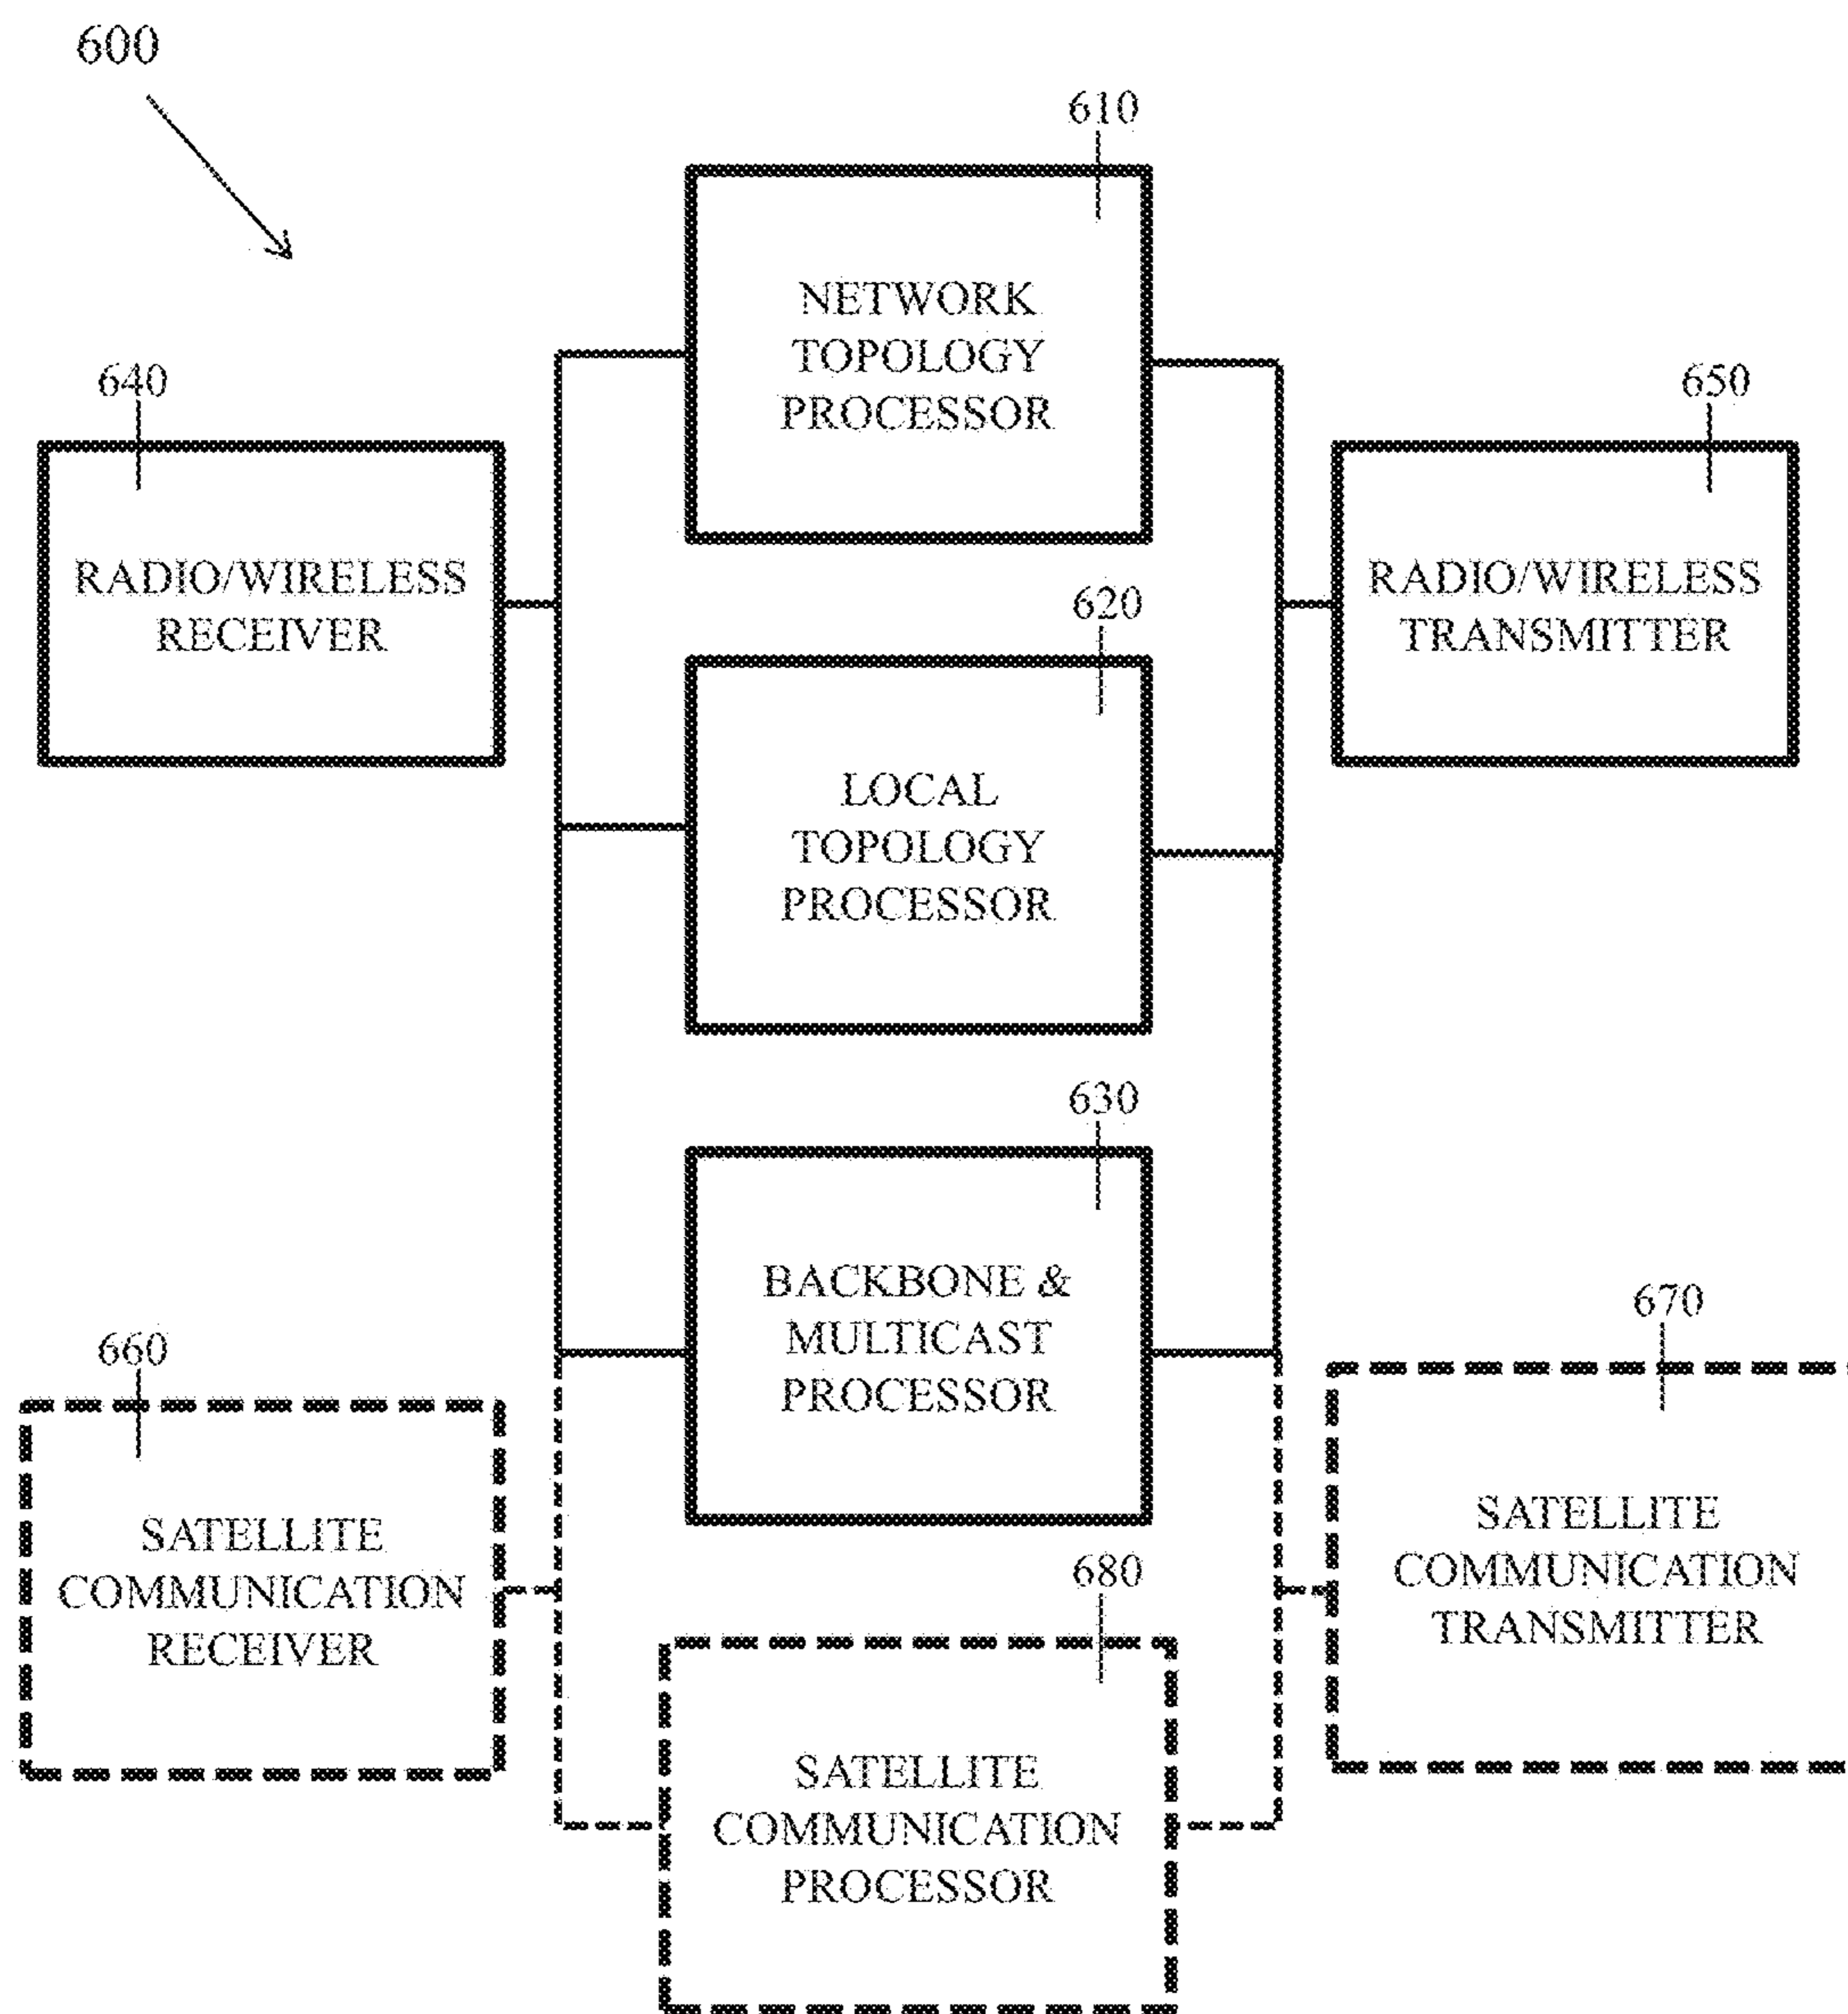 600
610
NETWORK
TOPOLOGY
PROCESSOR
640
RADIO/WIRELESS
RECEIVER
650
RADIO/WIRELESS
TRANSMITTER
620
LOCAL
TOPOLOGY
PROCESSOR
630
BACKBONE &
MULTICAST
PROCESSOR
660
SATELLITE
COMMUNICATION
RECEIVER
670
SATELLITE
COMMUNICATION
TRANSMITTER
680
SATELLITE
COMMUNICATION
PROCESSOR